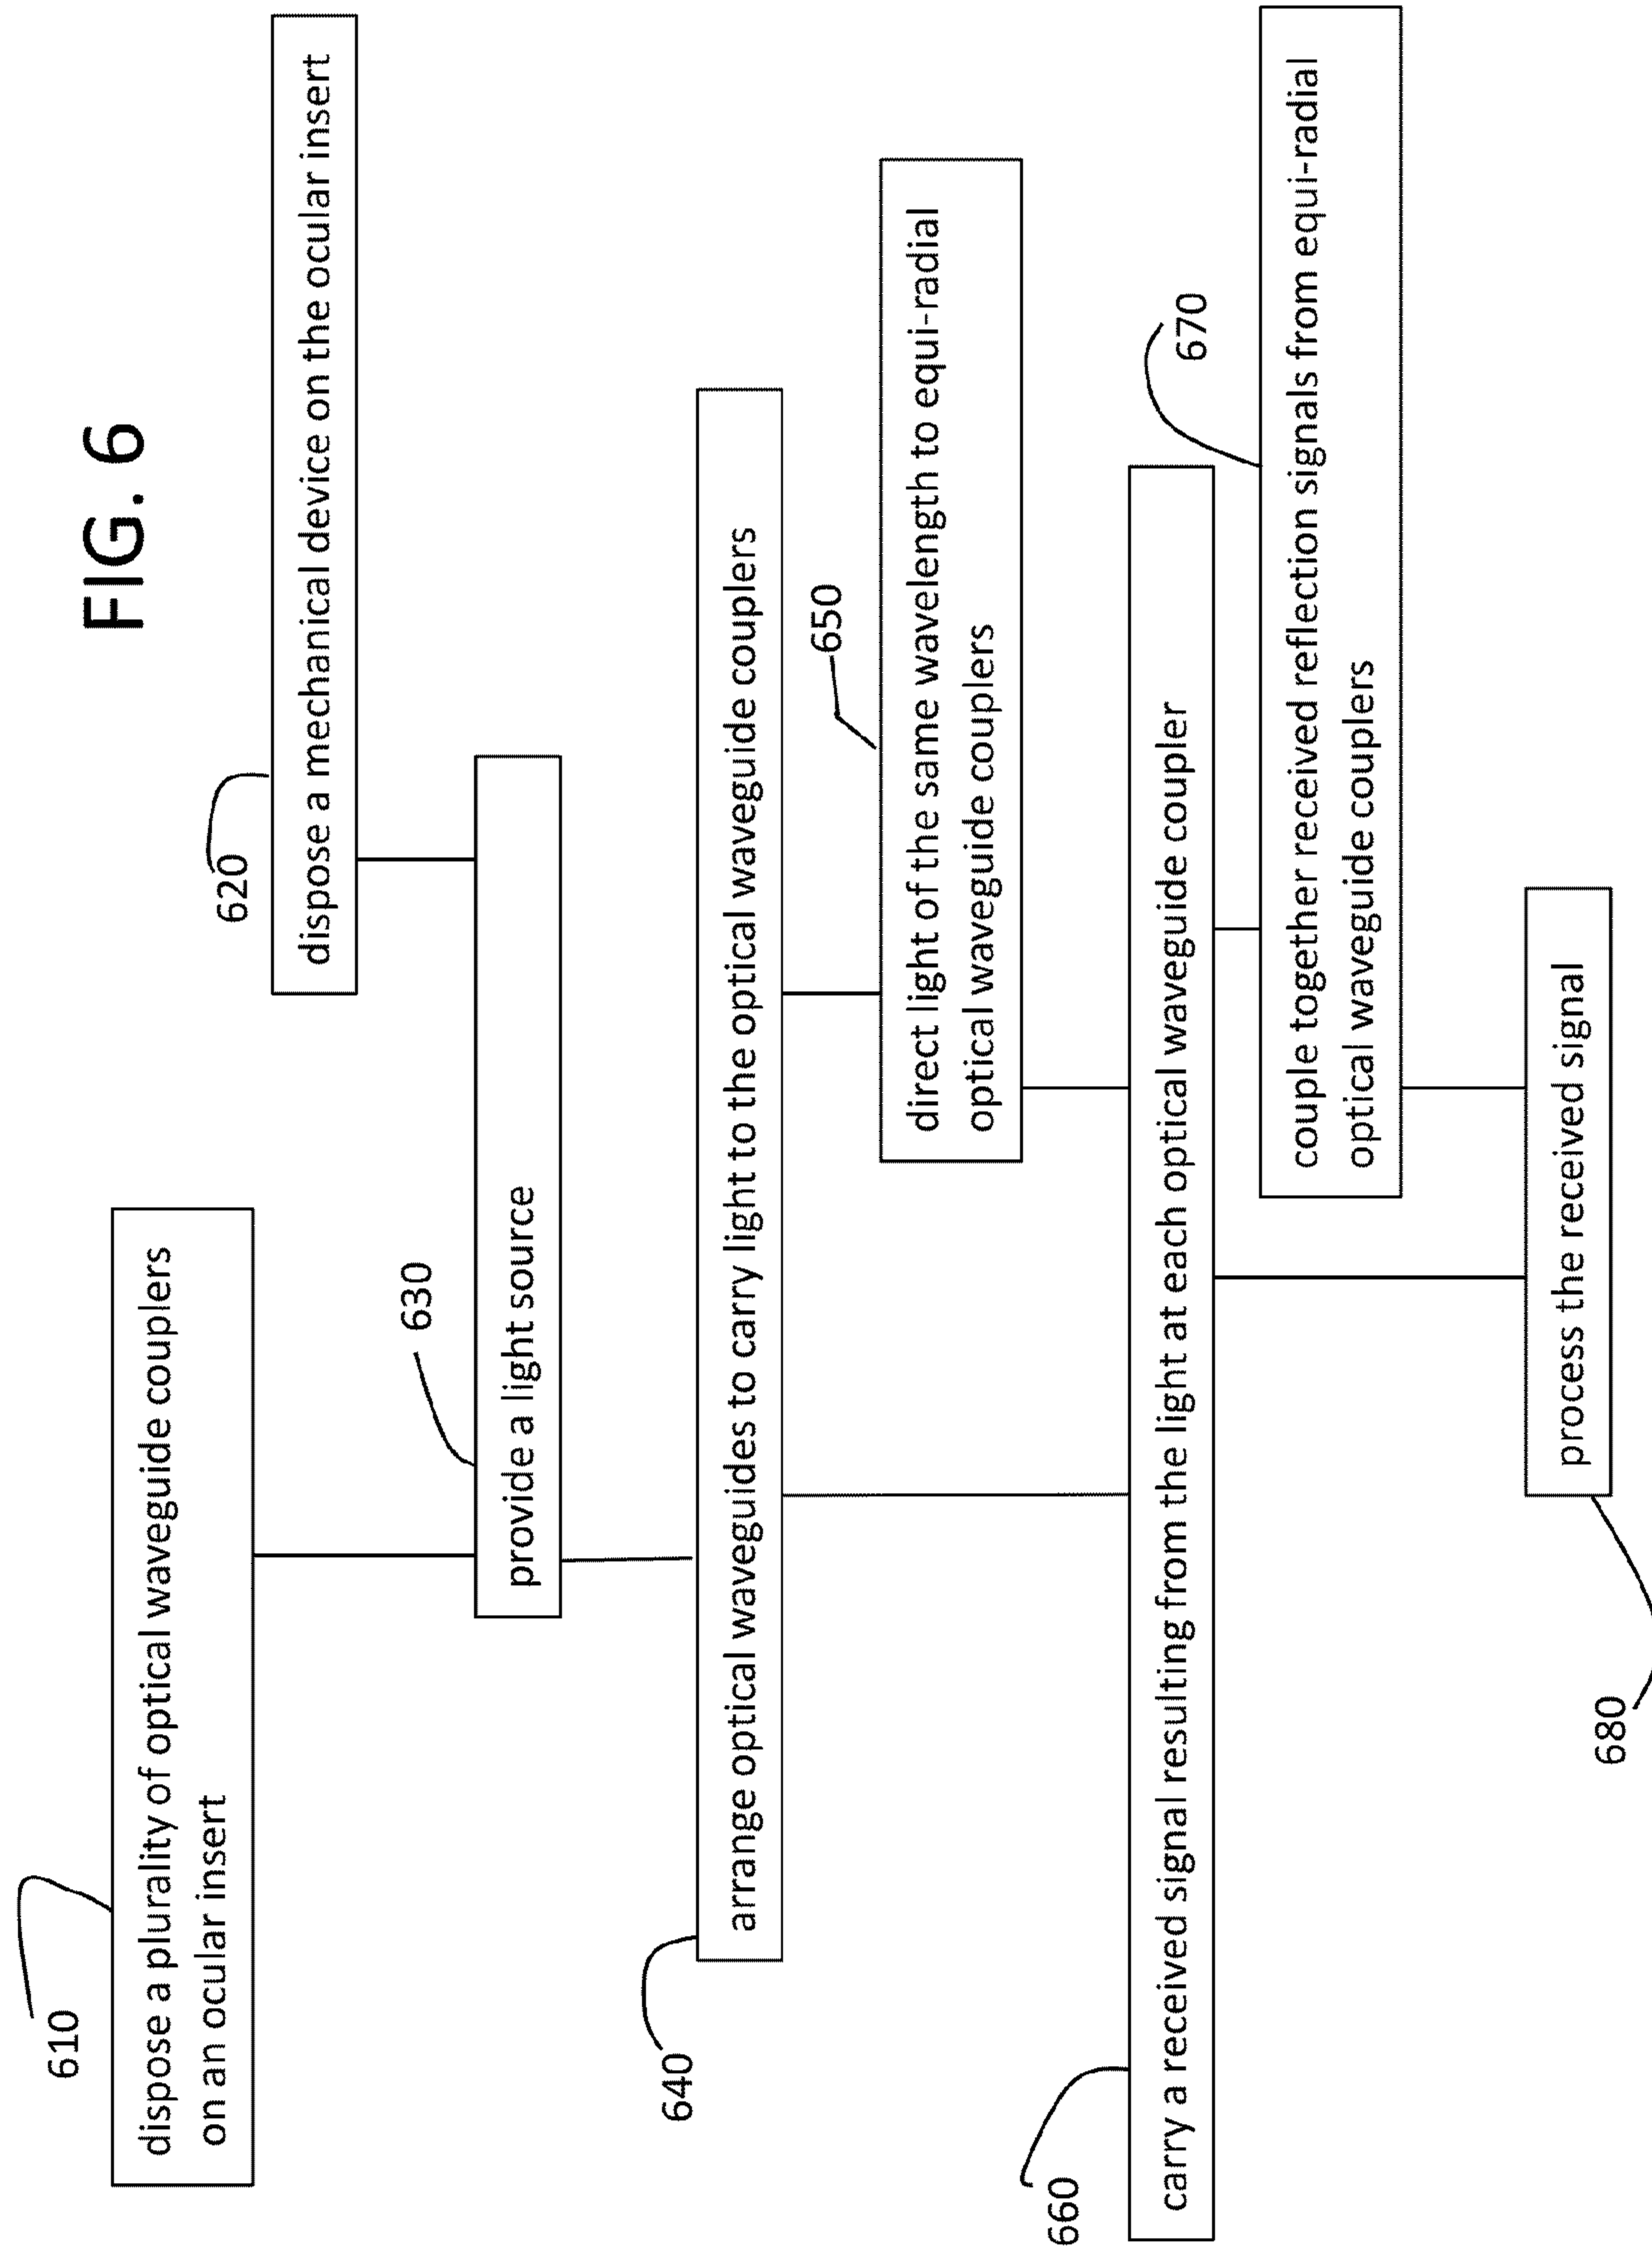 FIG. 6
610
dispose a plurality of optical waveguide couplers
on an ocular insert
620
dispose a mechanical device on the ocular insert
630
provide a light source
640
arrange optical waveguides to carry light to the optical waveguide couplers
650
direct light of the same wavelength to equi-radial
optical waveguide couplers
660
carry a received signal resulting from the light at each optical waveguide coupler
670
couple together received reflection signals from equi-radial
optical waveguide couplers
680
process the received signal